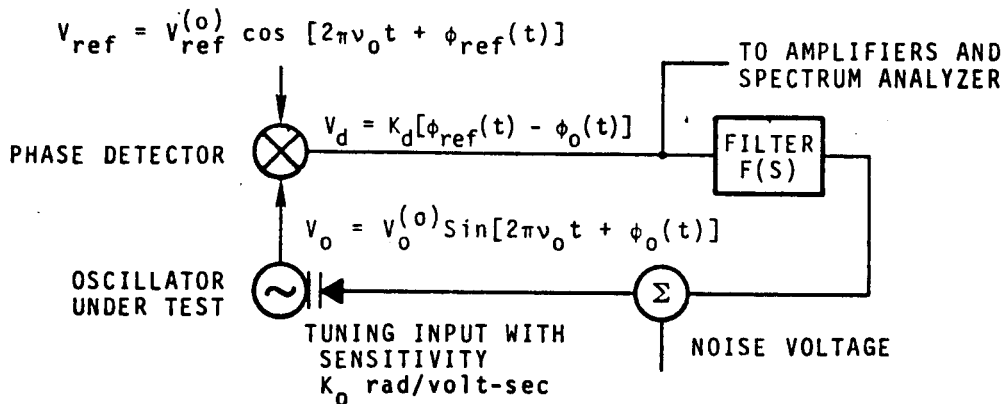 V_ref = V_ref^(o) cos [2πν_o t + φ_ref(t)]
TO AMPLIFIERS AND
SPECTRUM ANALYZER
V_d = K_d[φ_ref(t) - φ_o(t)]
PHASE DETECTOR
FILTER
F(S)
V_o = V_o^(o) Sin[2πν_o t + φ_o(t)]
OSCILLATOR
UNDER TEST
~
Σ
TUNING INPUT WITH
SENSITIVITY
K_o rad/volt-sec
NOISE VOLTAGE